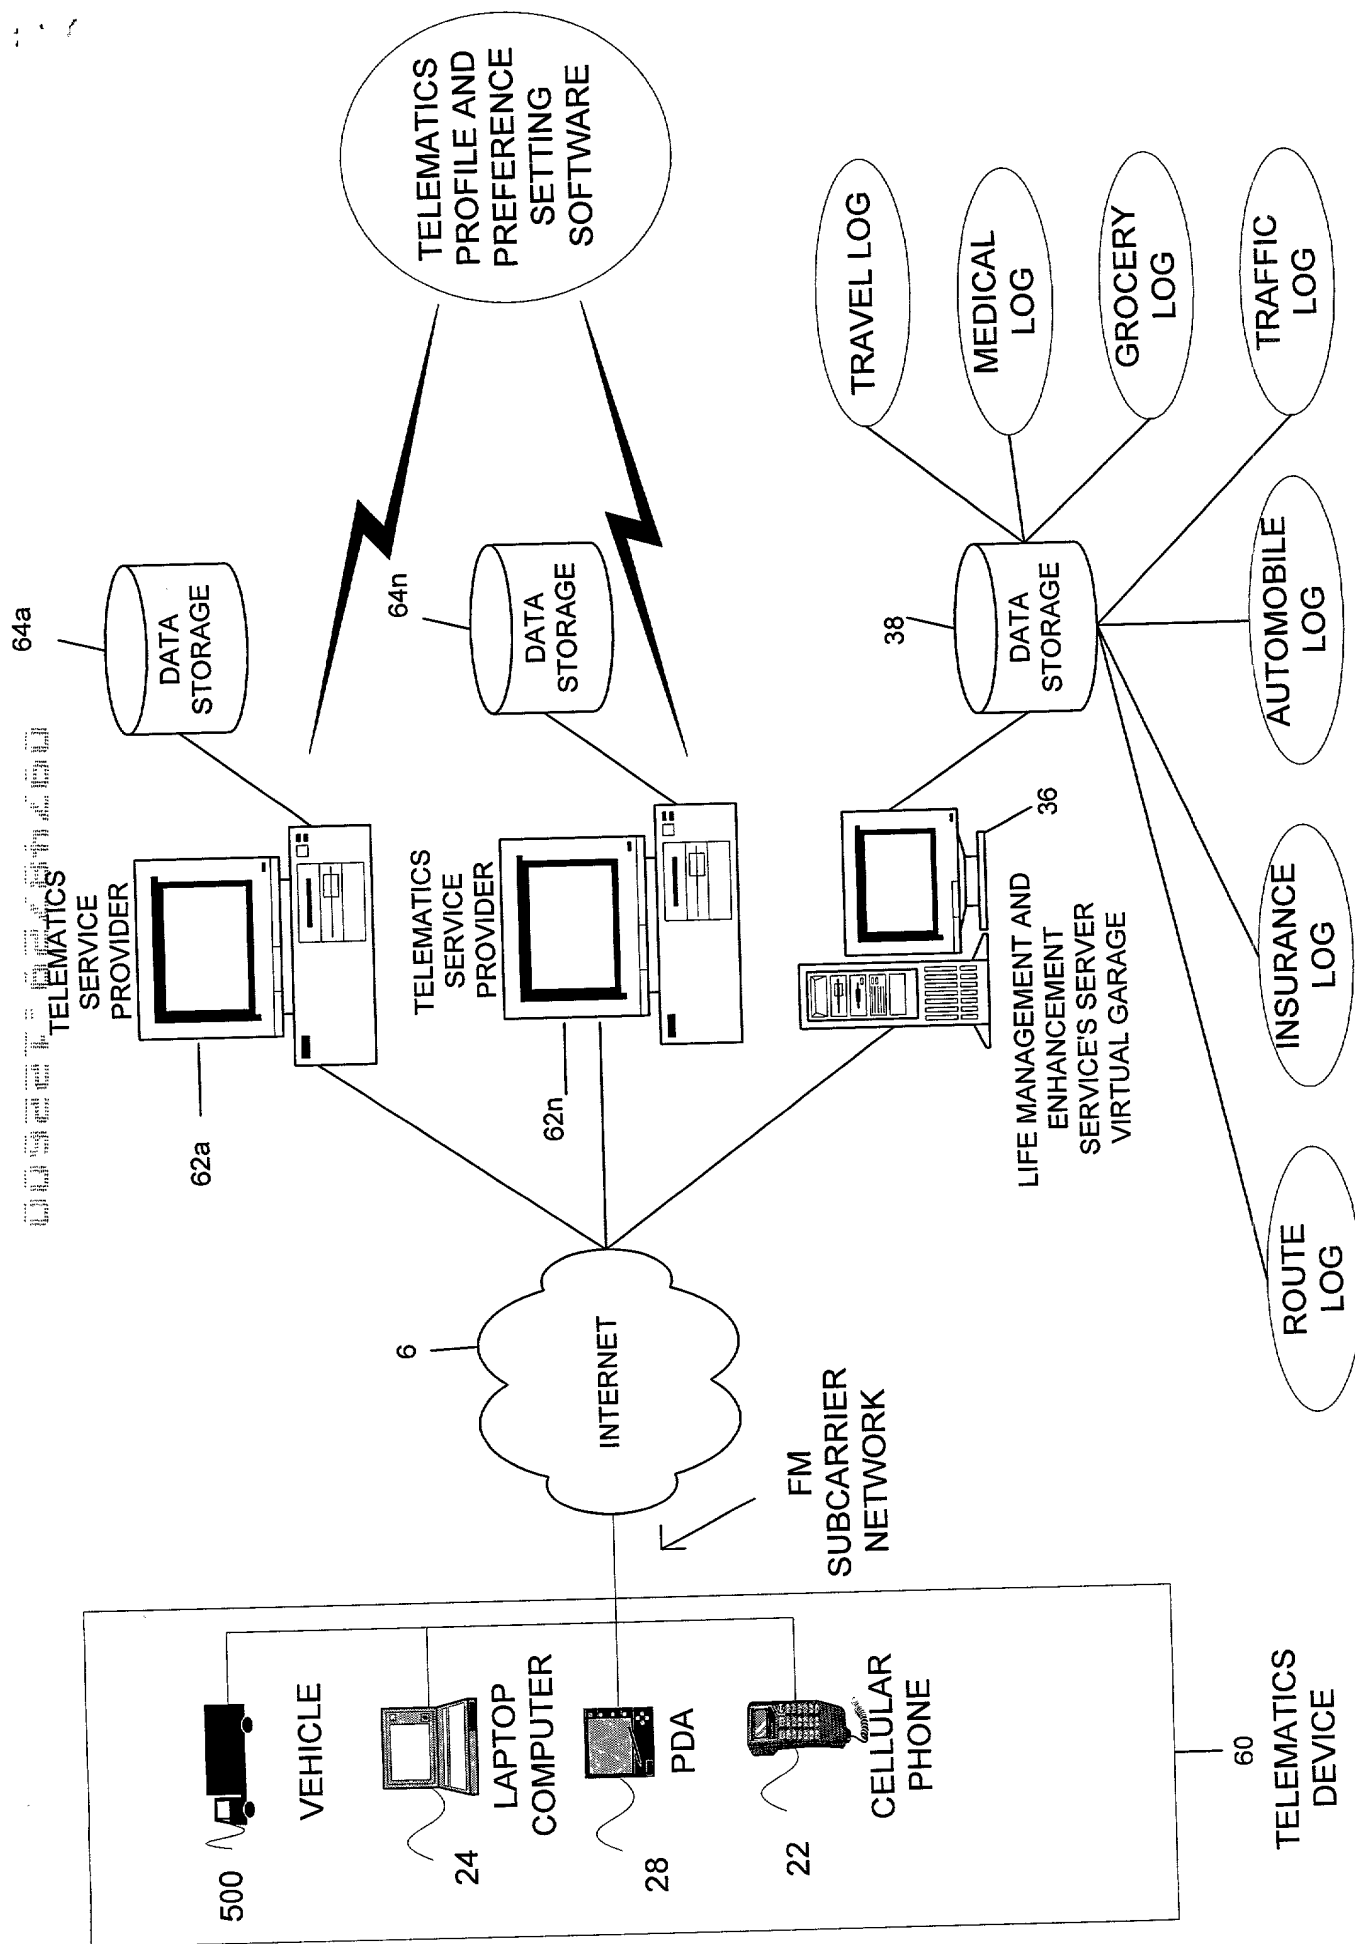 500
VEHICLE
24
LAPTOP
COMPUTER
28
PDA
22
CELLULAR
PHONE
60
TELEMATICS
DEVICE
FM
SUBCARRIER
NETWORK
6
INTERNET
62a
TELEMATICS
SERVICE
PROVIDER
64a
DATA
STORAGE
62n
TELEMATICS
SERVICE
PROVIDER
64n
DATA
STORAGE
TELEMATICS
PROFILE AND
PREFERENCE
SETTING
SOFTWARE
36
LIFE MANAGEMENT AND
ENHANCEMENT
SERVICE'S SERVER
VIRTUAL GARAGE
38
DATA
STORAGE
TRAVEL LOG
MEDICAL
LOG
GROCERY
LOG
TRAFFIC
LOG
AUTOMOBILE
LOG
INSURANCE
LOG
ROUTE
LOG